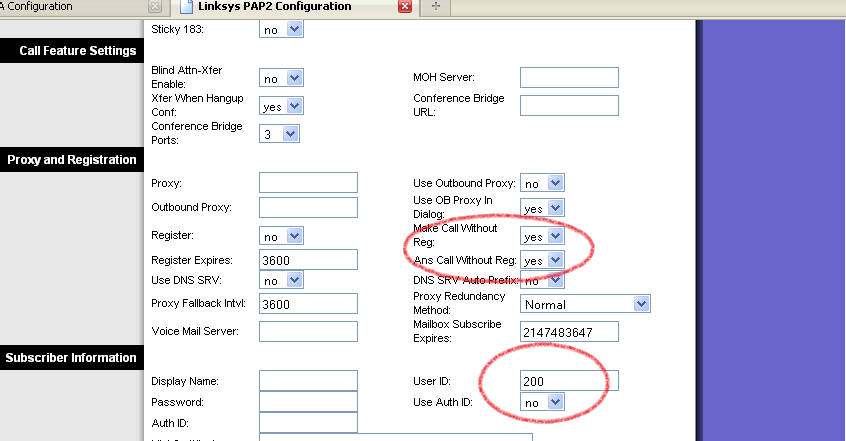 A Configuration
Linksys PAP2 Configuration
Sticky 183: no
Call Feature Settings
Blind Attn-Xfer
Enable: no
MOH Server:
Xfer When Hangup
Conf: yes
Conference Bridge
URL:
Conference Bridge
Ports: 3
Proxy and Registration
Proxy:
Use Outbound Proxy: no
Outbound Proxy:
Use OB Proxy In
Dialog: yes
Register: no
Make Call Without
Reg: yes
Register Expires: 3600
Ans Call Without Reg: yes
Use DNS SRV: no
DNS SRV Auto Prefix: no
Proxy Fallback Intvl: 3600
Proxy Redundancy
Method: Normal
Voice Mail Server:
Mailbox Subscribe
Expires: 2147483647
Subscriber Information
Display Name:
User ID: 200
Password:
Use Auth ID: no
Auth ID: